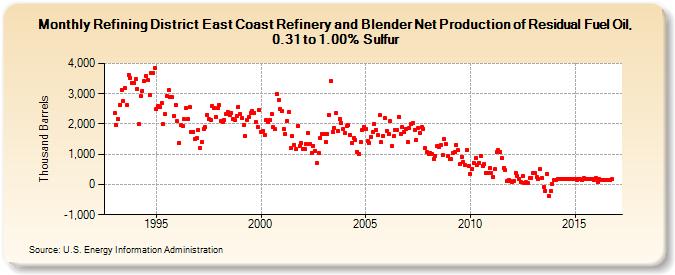 Monthly Refining District East Coast Refinery and Blender Net Production of Residual Fuel Oil,
0.31 to 1.00% Sulfur
Thousand Barrels
4,000
3,000
2,000
1,000
0
-1,000
1995
2000
2005
2010
2015
Source: U.S. Energy Information Administration